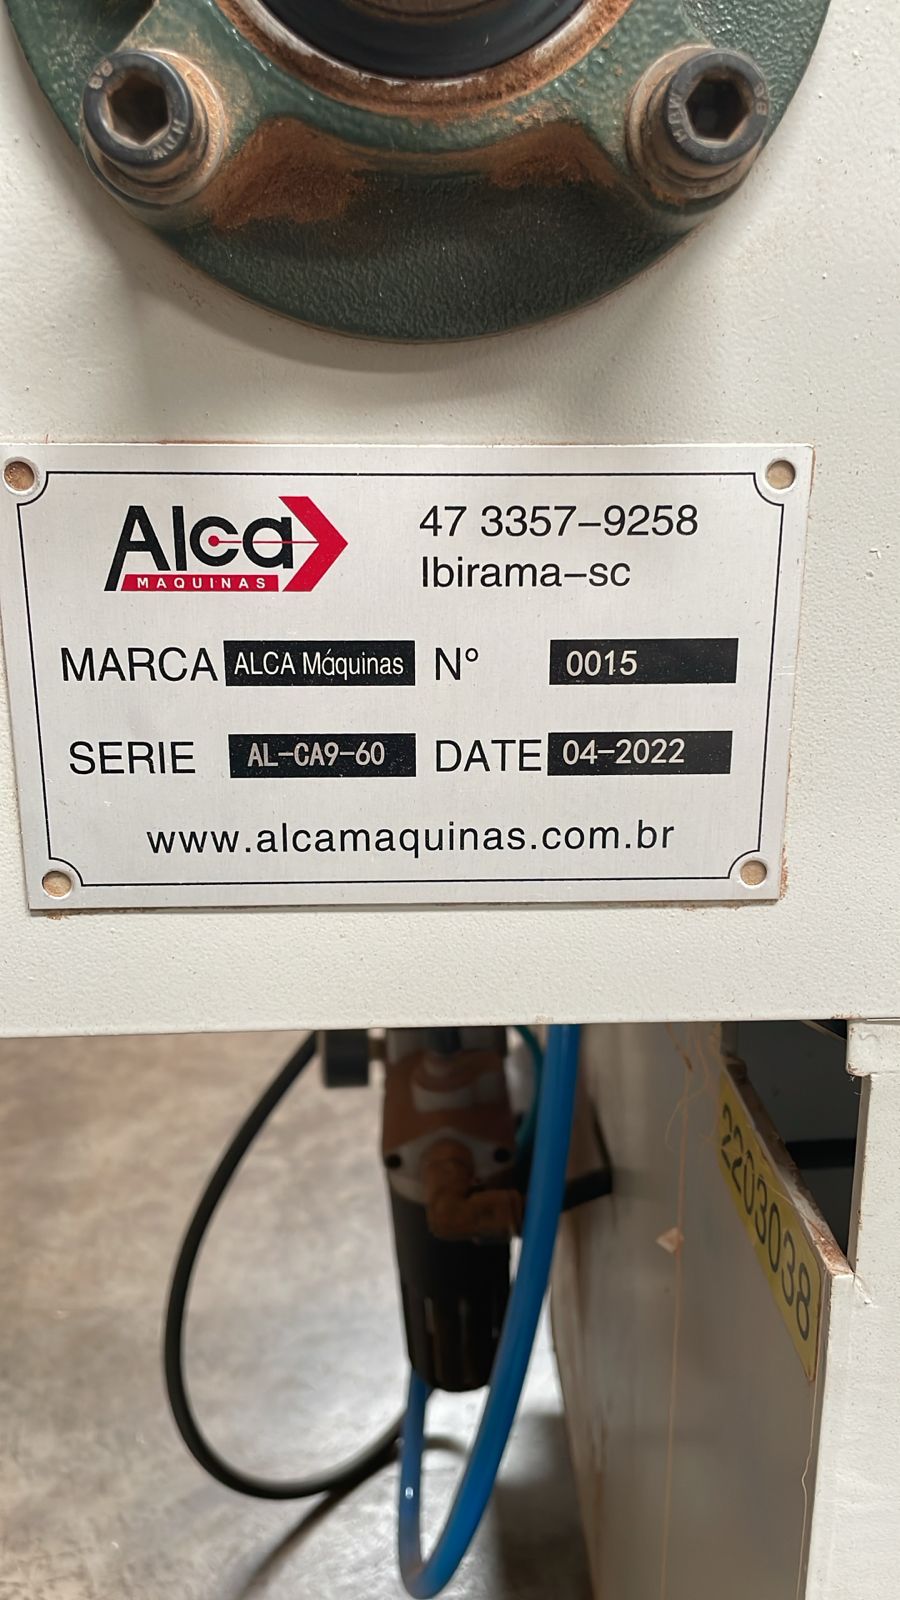 Alca
MAQUINAS
47 3357-9258
Ibirama-sc
MARCA ALCA Máquinas Nº 0015
SERIE AL-CA9-60 DATE 04-2022
www.alcamaquinas.com.br
2203038